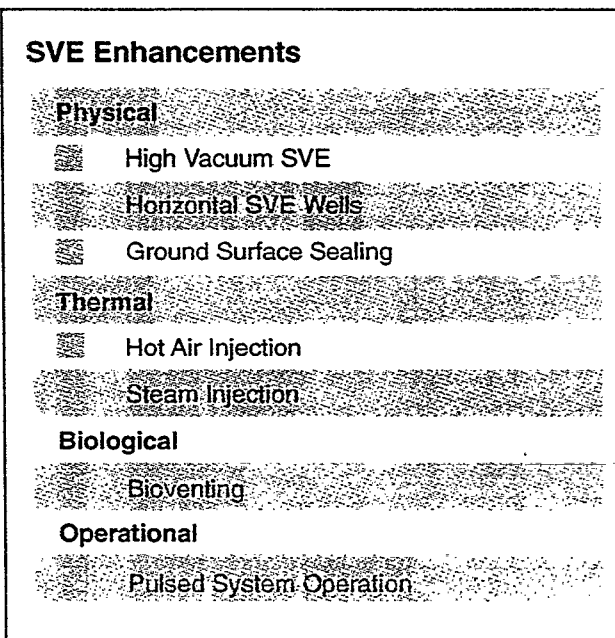 SVE Enhancements
Physical
High Vacuum SVE
Horizontal SVE Wells
Ground Surface Sealing
Thermal
Hot Air Injection
Steam Injection
Biological
Bioventing
Operational
Pulsed System Operation